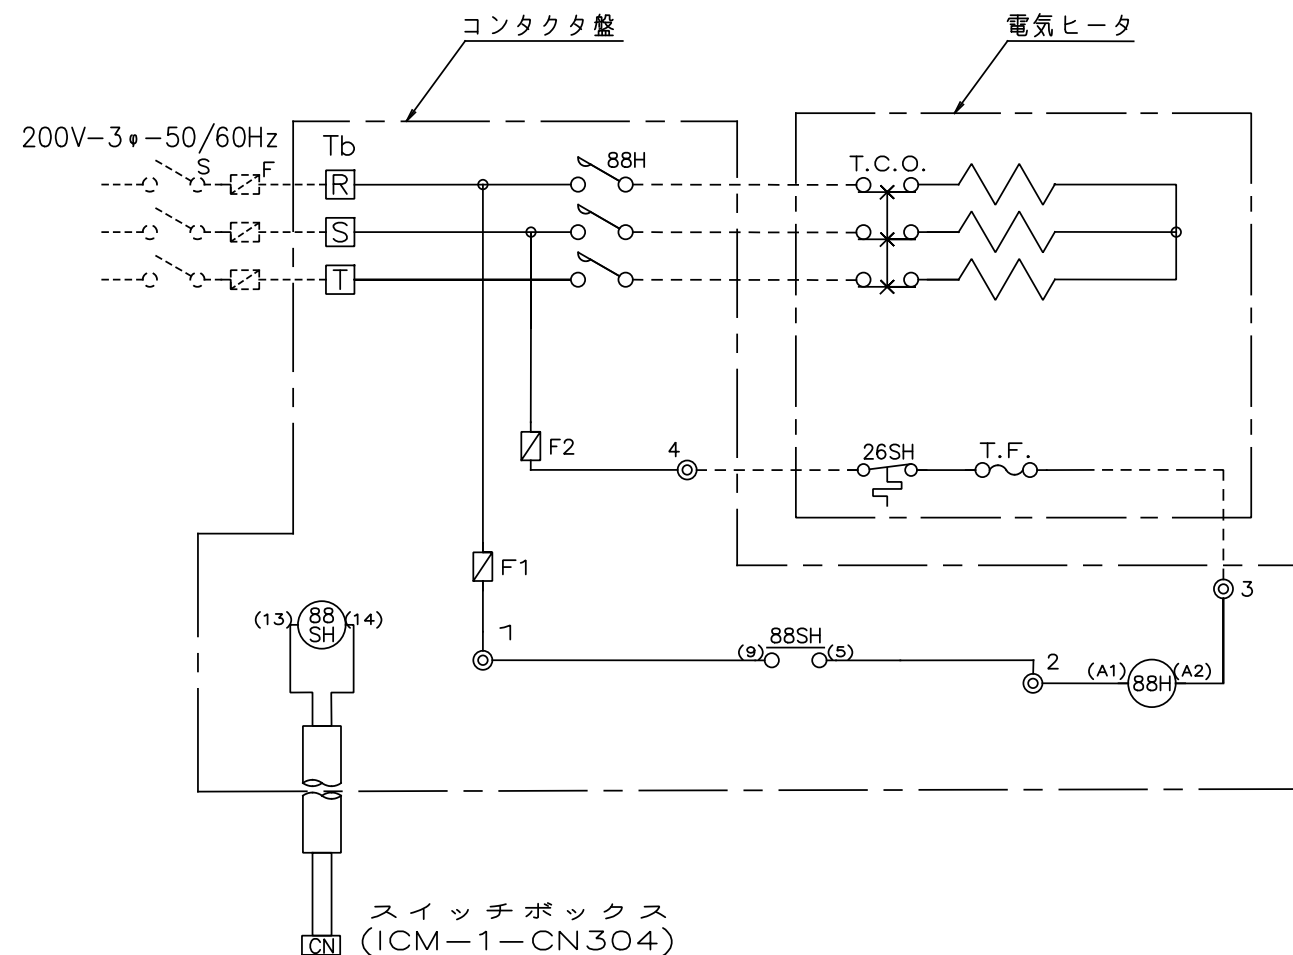 コンタクタ盤
電気ヒータ
200V-3φ-50/60Hz
Tb
S
F
88H
T.C.O.
R
S
T
F2
4
26SH
T.F.
F1
3
(13)
88
SH
(14)
1
88SH
(9)
(5)
2
(A1)
88H
(A2)
スイッチボックス
CN
(ICM-1-CN304)